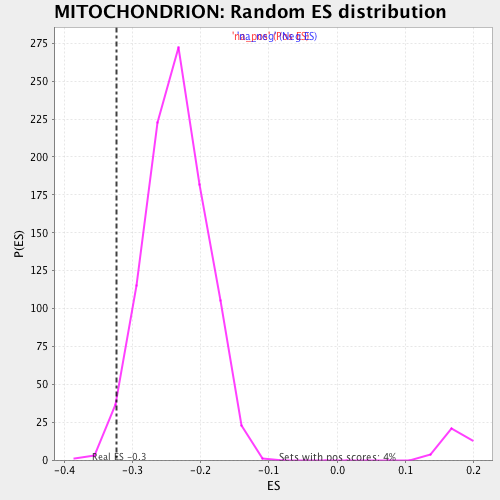 MITOCHONDRION: Random ES distribution
275
250
225
200
175
150
125
100
75
50
25
0
P(ES)
Real ES -0.3
Sets with pos scores: 4%
-0.4 -0.3 -0.2 -0.1 0.0 0.1 0.2
ES